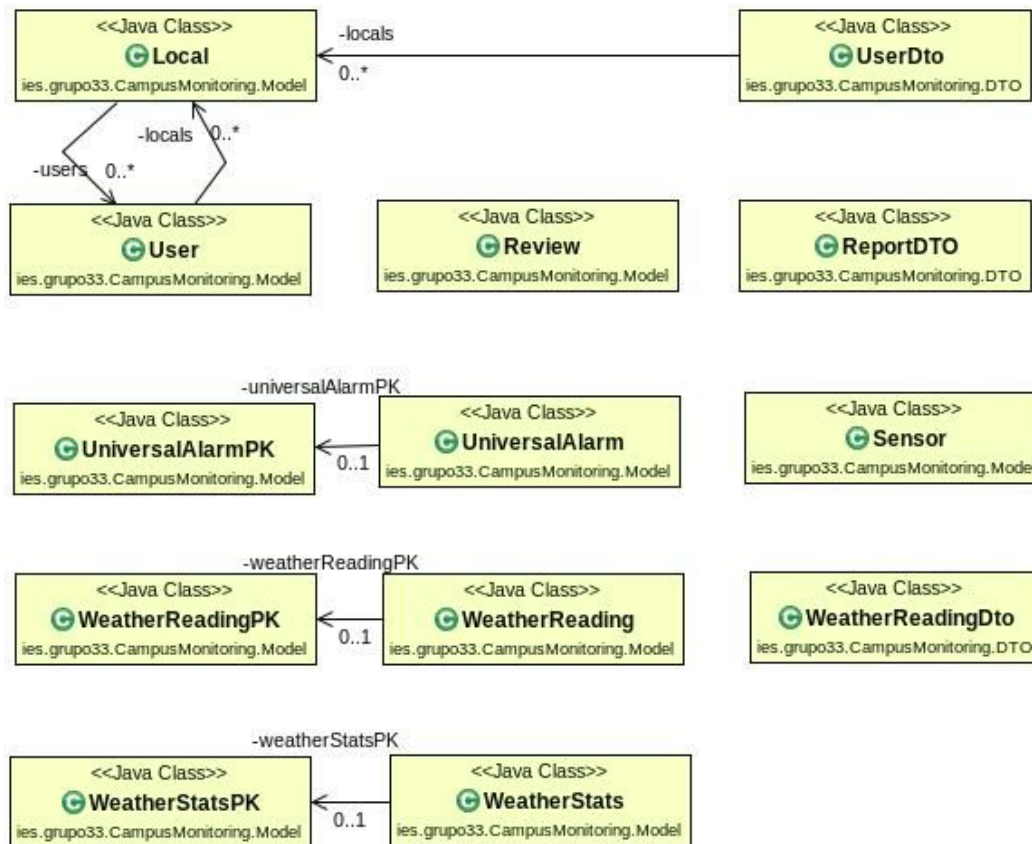 <<Java Class>>
Local
ies.grupo33.CampusMonitoring.Model
-locals
0..*
<<Java Class>>
UserDto
ies.grupo33.CampusMonitoring.DTO
-locals
0..*
-users
0..*
<<Java Class>>
User
ies.grupo33.CampusMonitoring.Model
<<Java Class>>
Review
ies.grupo33.CampusMonitoring.Model
<<Java Class>>
ReportDTO
ies.grupo33.CampusMonitoring.DTO
-universalAlarmPK
<<Java Class>>
UniversalAlarmPK
ies.grupo33.CampusMonitoring.Model
0..1
<<Java Class>>
UniversalAlarm
ies.grupo33.CampusMonitoring.Model
<<Java Class>>
Sensor
ies.grupo33.CampusMonitoring.Mode
-weatherReadingPK
<<Java Class>>
WeatherReadingPK
ies.grupo33.CampusMonitoring.Model
0..1
<<Java Class>>
WeatherReading
ies.grupo33.CampusMonitoring.Model
<<Java Class>>
WeatherReadingDto
ies.grupo33.CampusMonitoring.DTO
-weatherStatsPK
<<Java Class>>
WeatherStatsPK
ies.grupo33.CampusMonitoring.Model
0..1
<<Java Class>>
WeatherStats
ies.grupo33.CampusMonitoring.Model